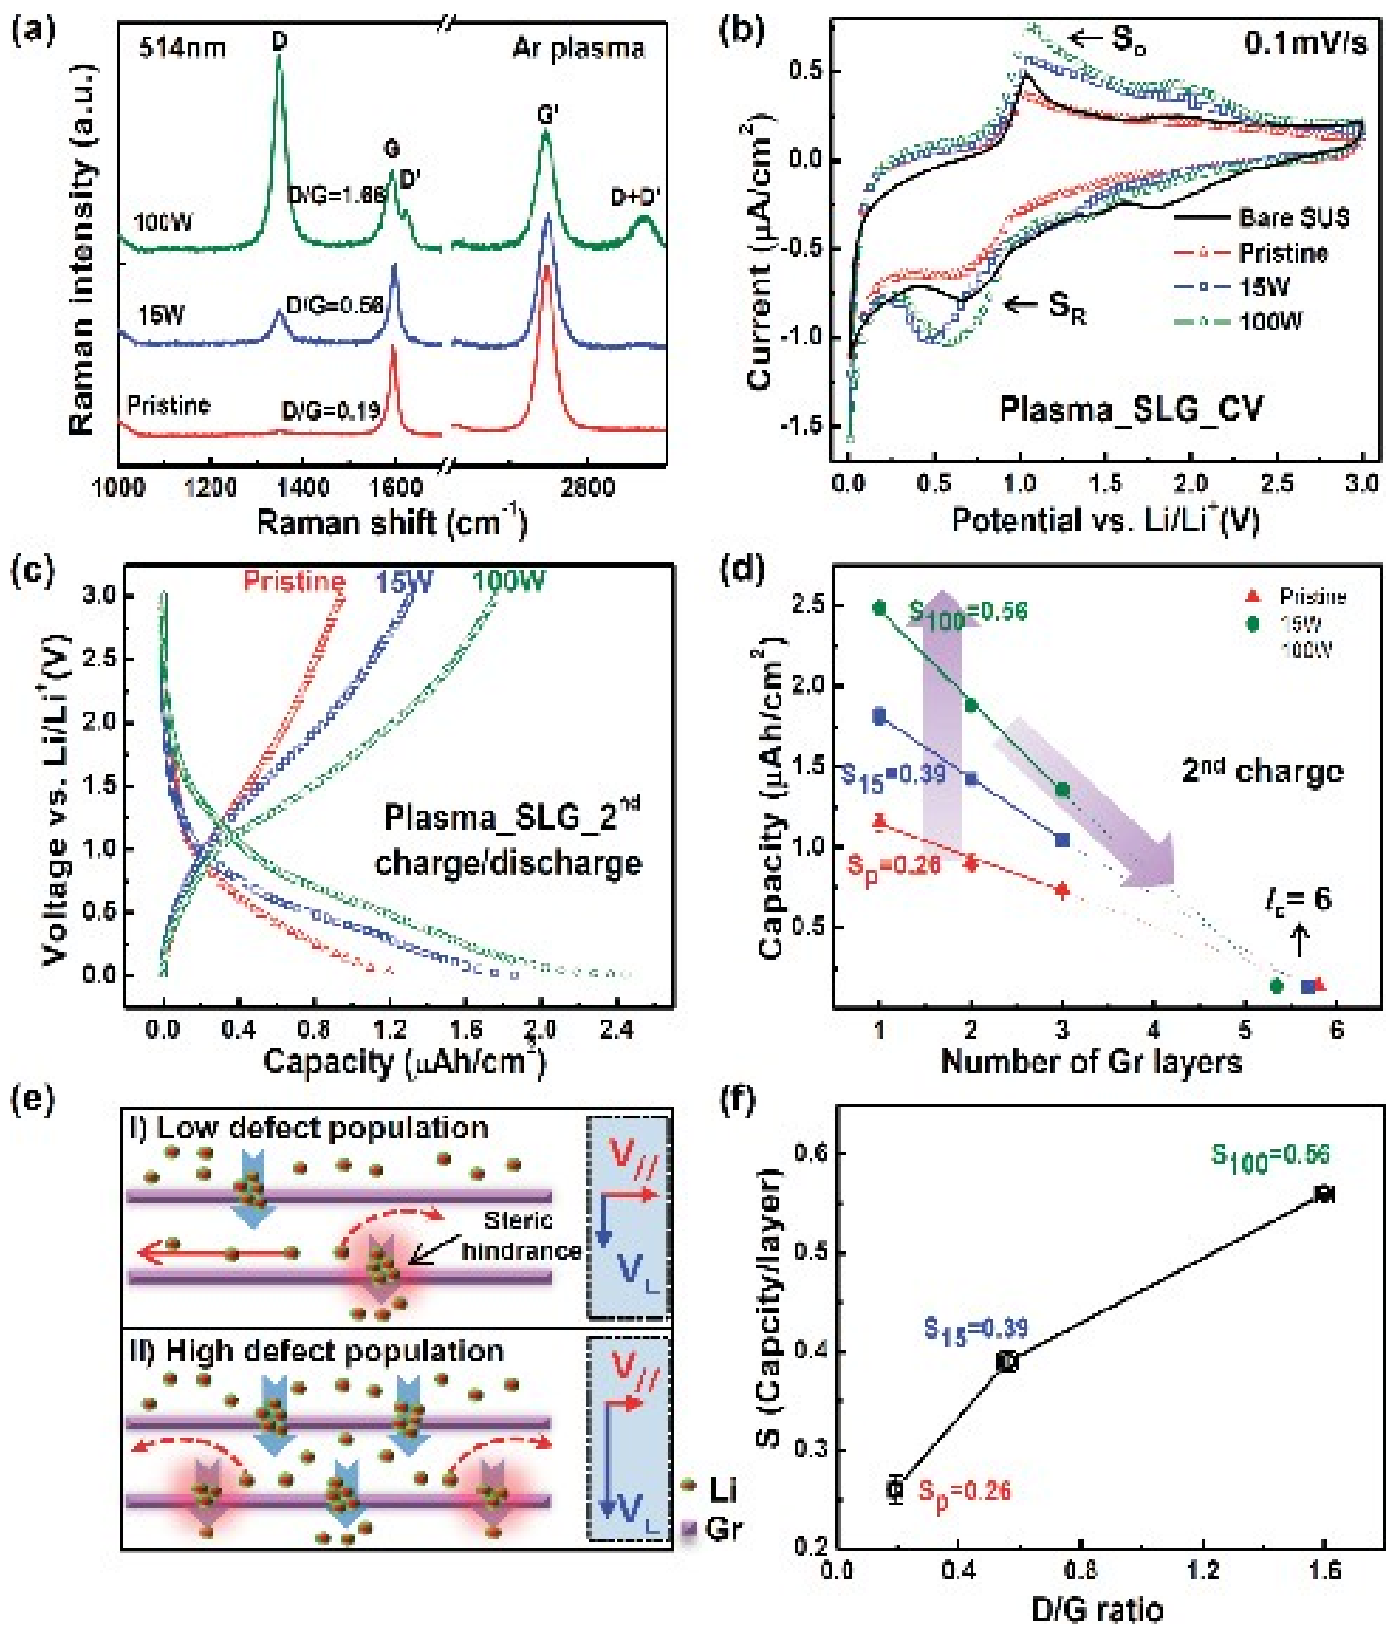 (a)
514nm
Ar plasma
D
G
D'
G'
D+D'
D/G=1.66
100W
D/G=0.56
15W
D/G=0.19
Pristine
1000 1200 1400 1600 2800
Raman shift (cm-1)
Raman intensity (a.u.)
(b)
0.1mV/s
← So
← SR
Bare SUS
Pristine
15W
100W
Plasma_SLG_CV
0.5
0.0
-0.5
-1.0
-1.5
0.0 0.5 1.0 1.5 2.0 2.5 3.0
Potential vs. Li/Li+(V)
Current (μA/cm2)
(c)
Pristine 15W 100W
Plasma_SLG_2nd
charge/discharge
3.0
2.5
2.0
1.5
1.0
0.5
0.0
0.0 0.4 0.8 1.2 1.6 2.0 2.4
Capacity (μAh/cm2)
Voltage vs. Li/Li+(V)
(d)
S100=0.56
Pristine
15W
100W
S15=0.39
2nd charge
Sp=0.26
lc= 6
2.5
2.0
1.5
1.0
0.5
1 2 3 4 5 6
Number of Gr layers
Capacity (μAh/cm2)
(e)
I) Low defect population
V//
V∟
Steric
hindrance
II) High defect population
V//
V∟
Li
Gr
(f)
S100=0.56
S15=0.39
Sp=0.26
0.6
0.5
0.4
0.3
0.2
0.0 0.4 0.8 1.2 1.6
D/G ratio
S (Capcity/layer)